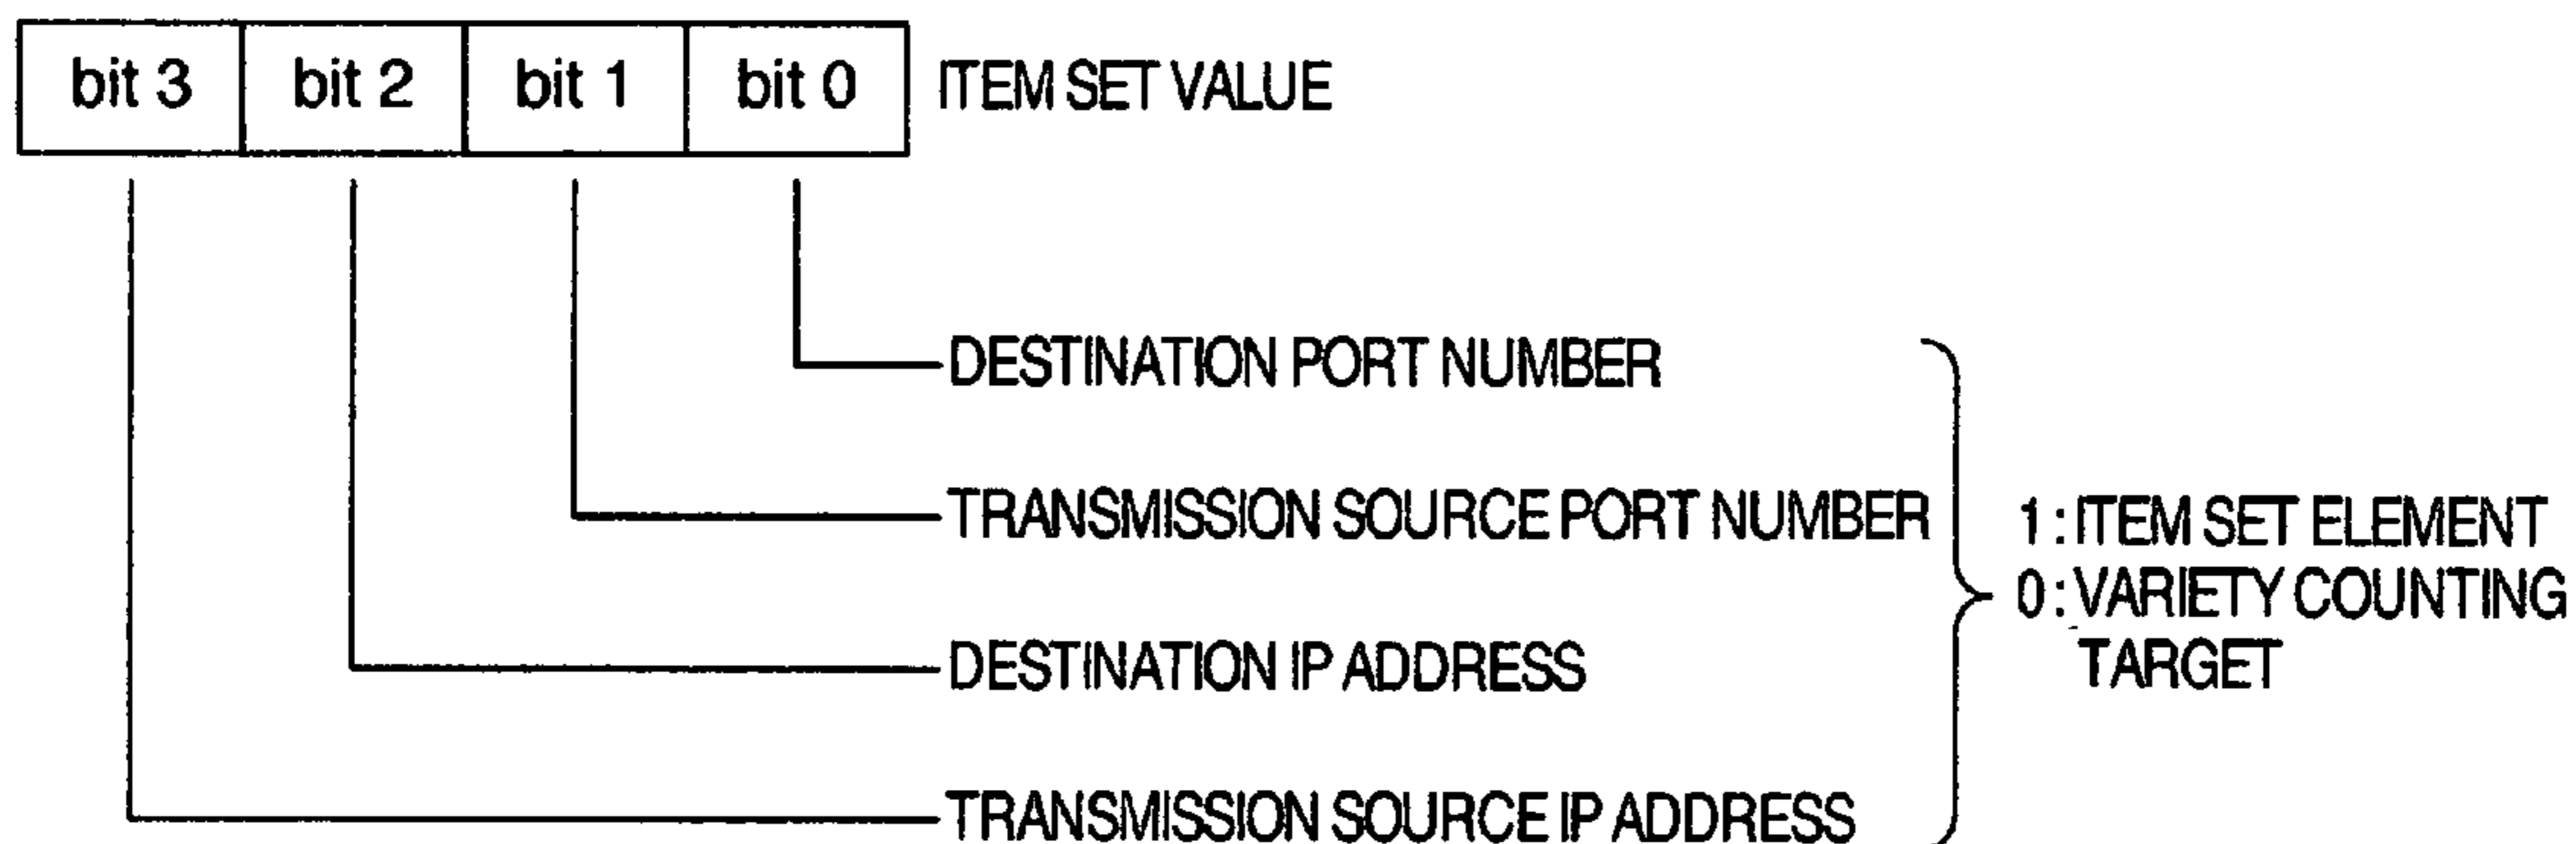 bit 3 bit 2 bit 1 bit 0 ITEM SET VALUE
DESTINATION PORT NUMBER
TRANSMISSION SOURCE PORT NUMBER
DESTINATION IP ADDRESS
TRANSMISSION SOURCE IP ADDRESS
1 : ITEM SET ELEMENT
0 : VARIETY COUNTING
TARGET